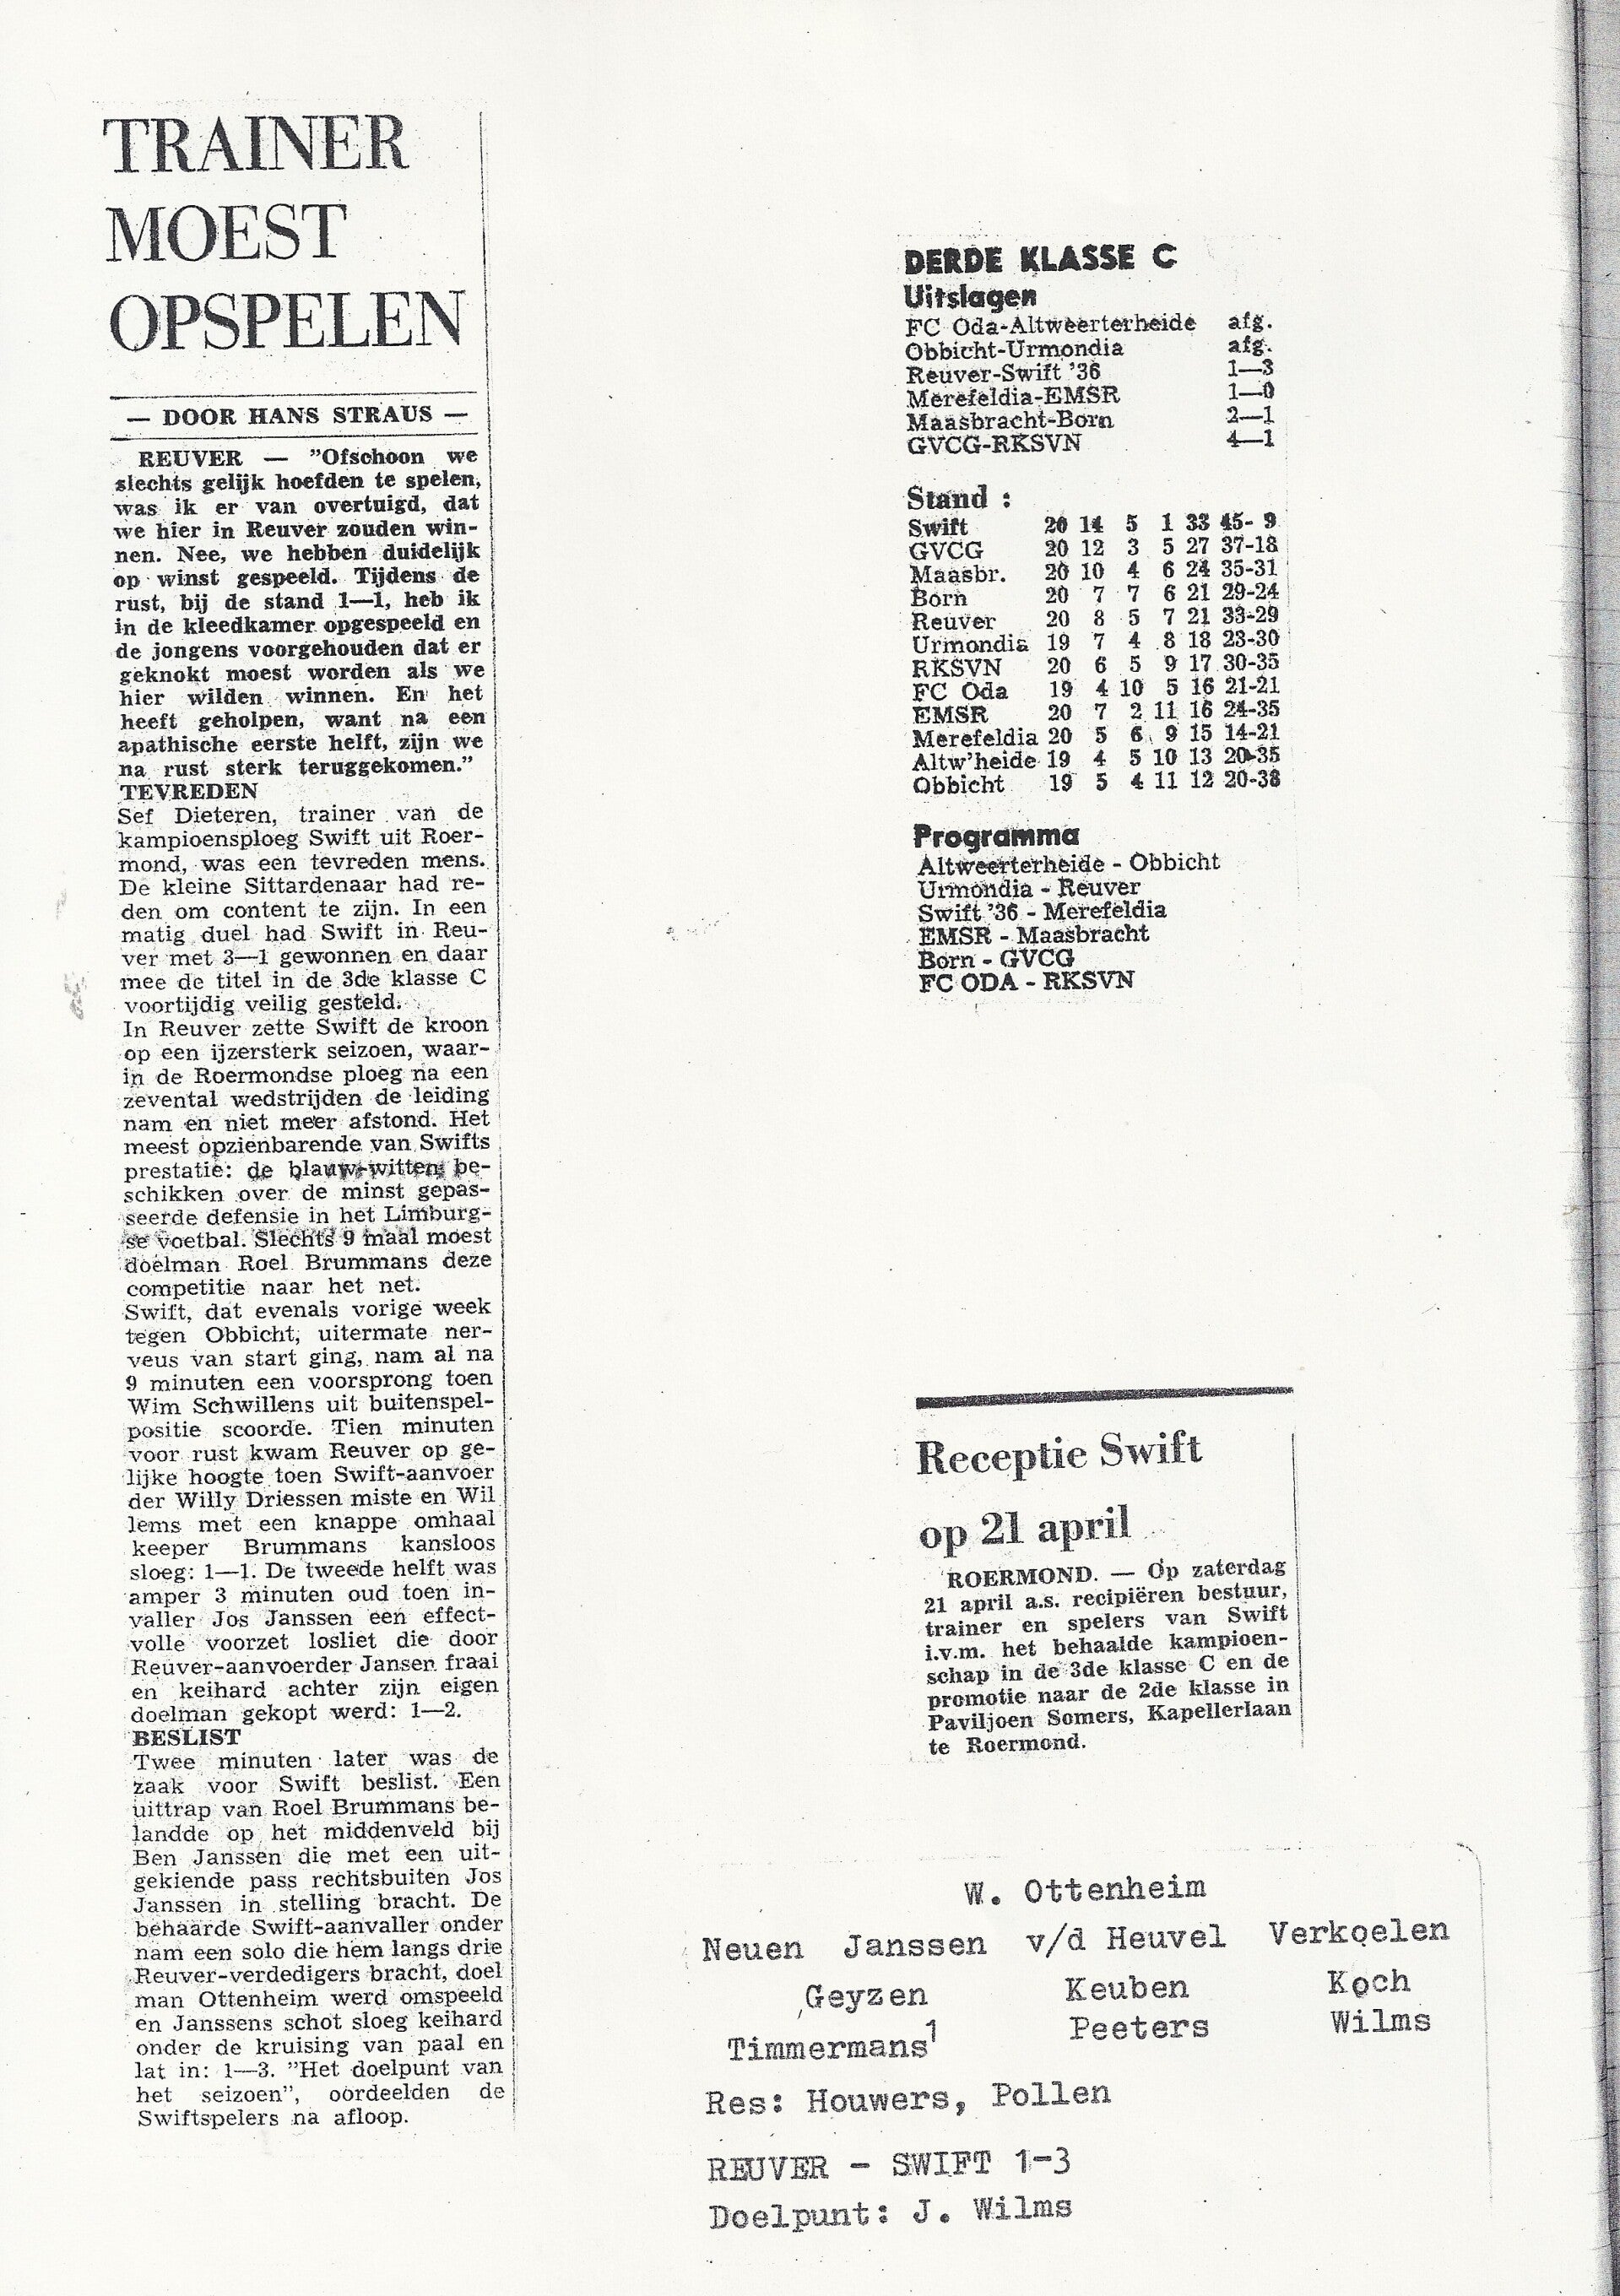 TRAINER
MOEST
OPSPELEN
— DOOR HANS STRAUS —
REUVER — ”Ofschoon we
slechts gelijk hoefden te spelen,
was ik er van overtuigd, dat
we hier in Reuver zouden win-
nen. Nee, we hebben duidelijk
op winst gespeeld. Tijdens de
rust, bij de stand 1—1, heb ik
in de kleedkamer opgespeeld en
de jongens voorgehouden dat er
geknokt moest worden als we
hier wilden winnen. En het
heeft geholpen, want na een
apathische eerste helft, zijn we
na rust sterk teruggekomen.”
TEVREDEN
Sef Dieteren, trainer van de
kampioensploeg Swift uit Roer-
mond, was een tevreden mens.
De kleine Sittardenaar had re-
den om content te zijn. In een
matig duel had Swift in Reu-
ver met 3—1 gewonnen en daar
mee de titel in de 3de klasse C
voortijdig veilig gesteld.
In Reuver zette Swift de kroon
op een ijzersterk seizoen, waar-
in de Roermondse ploeg na een
zevental wedstrijden de leiding
nam en niet meer afstond. Het
meest opzienbarende van Swifts
prestatie: de blauw-witten be-
schikken over de minst gepas-
seerde defensie in het Limburg-
se voetbal. Slechts 9 maal moest
doelman Roel Brummans deze
competitie naar het net.
Swift, dat evenals vorige week
tegen Obbicht, uitermate ner-
veus van start ging, nam al na
9 minuten een voorsprong toen
Wim Schwillens uit buitenspel-
positie scoorde. Tien minuten
voor rust kwam Reuver op ge-
lijke hoogte toen Swift-aanvoer
der Willy Driessen miste en Wil
lems met een knappe omhaal
keeper Brummans kansloos
sloeg: 1—1. De tweede helft was
amper 3 minuten oud toen in-
valler Jos Janssen een effect-
volle voorzet losliet die door
Reuver-aanvoerder Jansen fraai
en keihard achter zijn eigen
doelman gekopt werd: 1—2.
BESLIST
Twee minuten later was de
zaak voor Swift beslist. Een
uittrap van Roel Brummans be-
landde op het middenveld bij
Ben Janssen die met een uit-
gekiende pass rechtsbuiten Jos
Janssen in stelling bracht. De
behaarde Swift-aanvaller onder
nam een solo die hem langs drie
Reuver-verdedigers bracht, doel
man Ottenheim werd omspeeld
en Janssens schot sloeg keihard
onder de kruising van paal en
lat in: 1—3. ”Het doelpunt van
het seizoen”, oordeelden de
Swiftspelers na afloop.
DERDE KLASSE C
Uitslagen
FC Oda-Altweerterheide afg.
Obbicht-Urmondia afg.
Reuver-Swift '36 1—3
Merefeldia-EMSR 1—0
Maasbracht-Born 2—1
GVCG-RKSVN 4—1
Stand :
Swift 20 14 5 1 33 45- 9
GVCG 20 12 3 5 27 37-18
Maasbr. 20 10 4 6 24 35-31
Born 20 7 7 6 21 29-24
Reuver 20 8 5 7 21 33-29
Urmondia 19 7 4 8 18 23-30
RKSVN 20 6 5 9 17 30-35
FC Oda 19 4 10 5 16 21-21
EMSR 20 7 2 11 16 24-35
Merefeldia 20 5 6 9 15 14-21
Altw'heide 19 4 5 10 13 20-35
Obbicht 19 5 4 11 12 20-38
Programma
Altweerterheide - Obbicht
Urmondia - Reuver
Swift '36 - Merefeldia
EMSR - Maasbracht
Born - GVCG
FC ODA - RKSVN
Receptie Swift
op 21 april
ROERMOND. — Op zaterdag
21 april a.s. recipiëren bestuur,
trainer en spelers van Swift
i.v.m. het behaalde kampioen-
schap in de 3de klasse C en de
promotie naar de 2de klasse in
Paviljoen Somers, Kapellerlaan
te Roermond.
W. Ottenheim
Neuen Janssen v/d Heuvel Verkoelen
Geyzen Keuben Koch
Timmermans1 Peeters Wilms
Res: Houwers, Pollen
REUVER - SWIFT 1-3
Doelpunt: J. Wilms